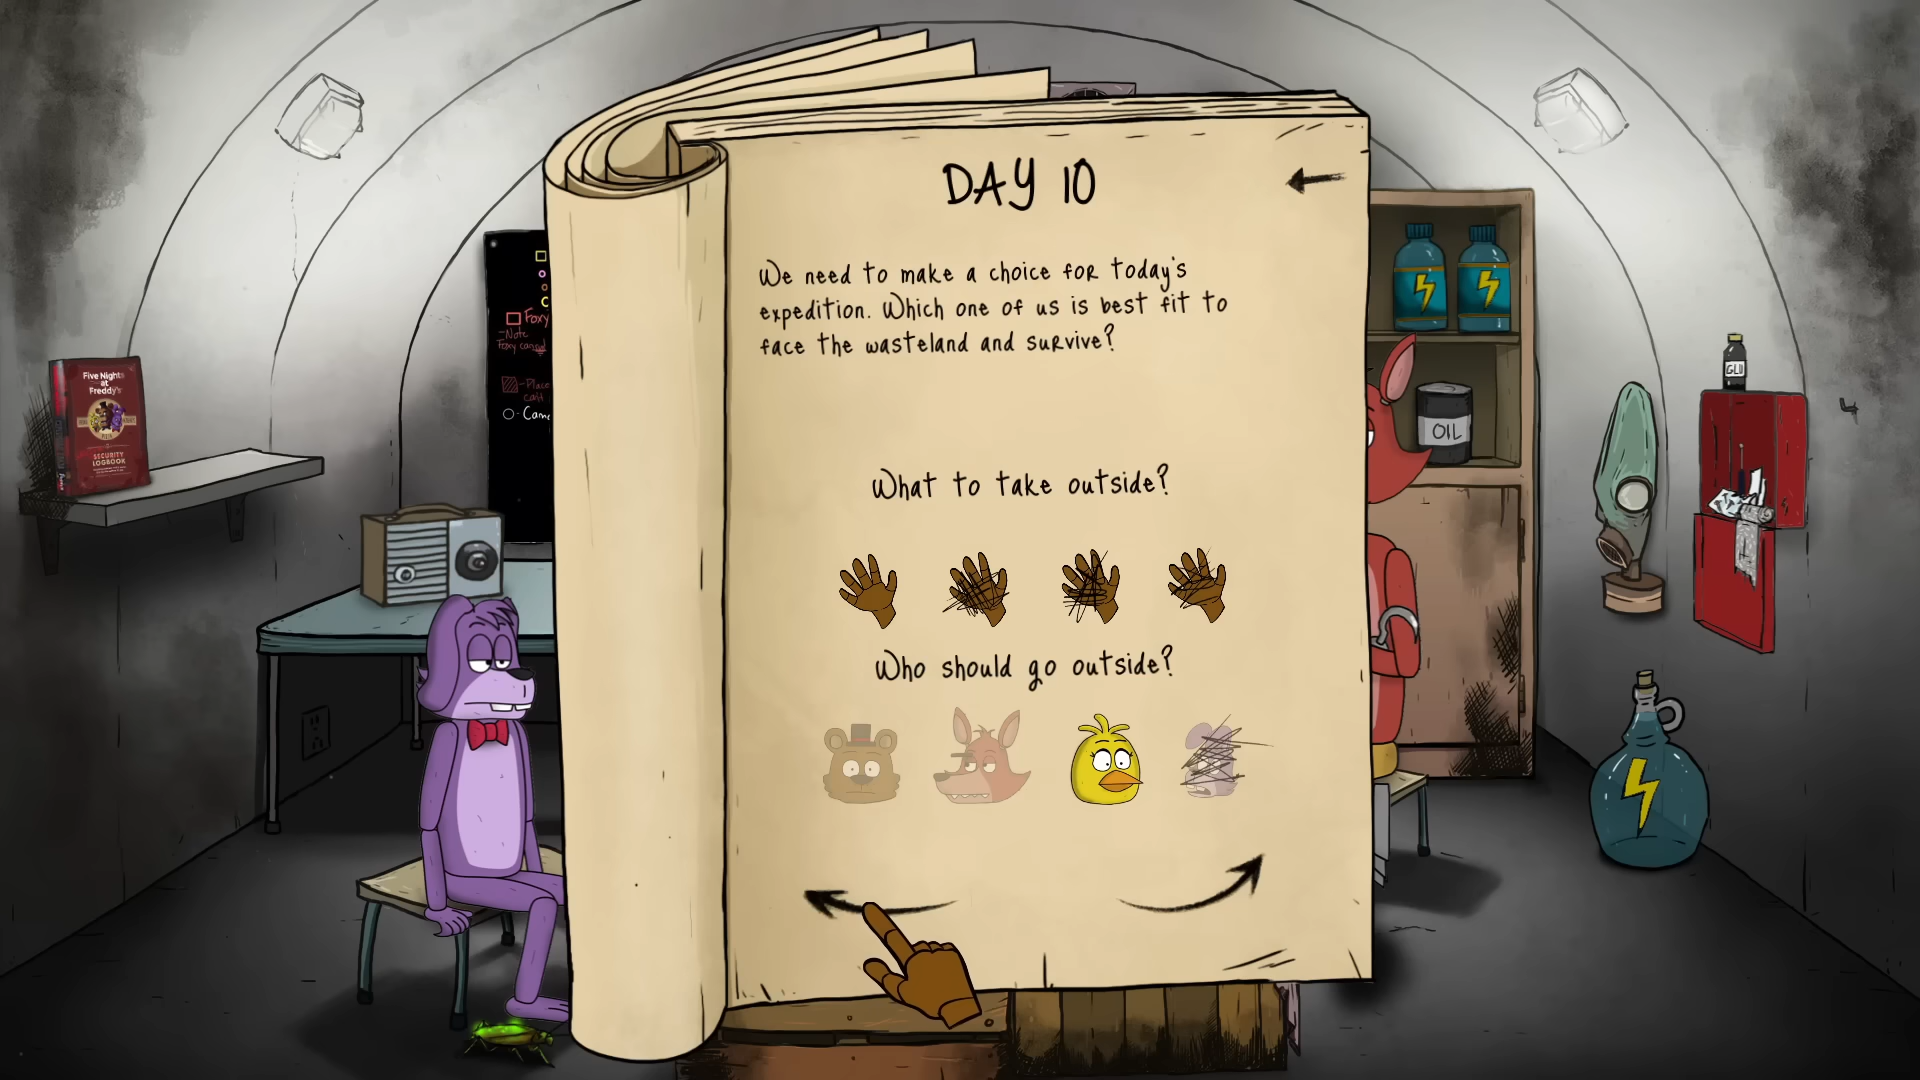 DAY 10
We need to make a choice for today's
expedition. Which one of us is best fit to
face the wasteland and survive?
What to take outside?
Who should go outside?
Five Nights
at
Freddy's
SECURITY
LOGBOOK
Foxy
-Note
Foxy
-Place
OIL